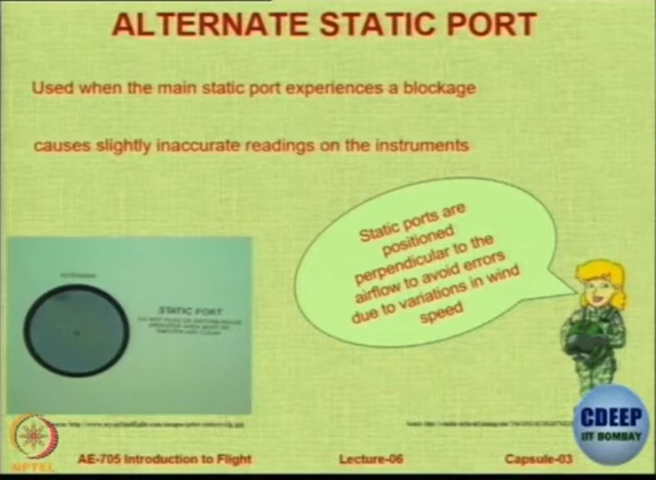 ALTERNATE STATIC PORT
Used when the main static port experiences a blockage
causes slightly inaccurate readings on the instruments
Static ports are
positioned
perpendicular to the
airflow to avoid errors
due to variations in wind
speed
STATIC PORT
CDEEP
IIT BOMBAY
NPTEL
AE-705 Introduction to Flight
Lecture-06
Capsule-03